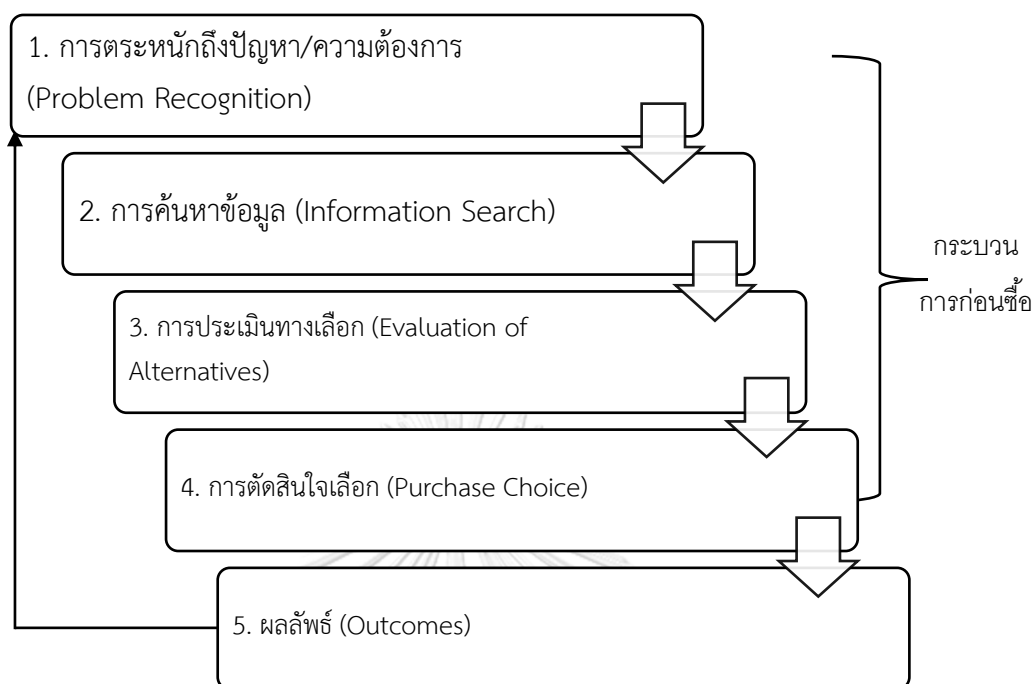 1. การตระหนักถึงปัญหา/ความต้องการ
(Problem Recognition)
2. การค้นหาข้อมูล (Information Search)
3. การประเมินทางเลือก (Evaluation of
Alternatives)
4. การตัดสินใจเลือก (Purchase Choice)
5. ผลลัพธ์ (Outcomes)
กระบวน
การก่อนซื้อ